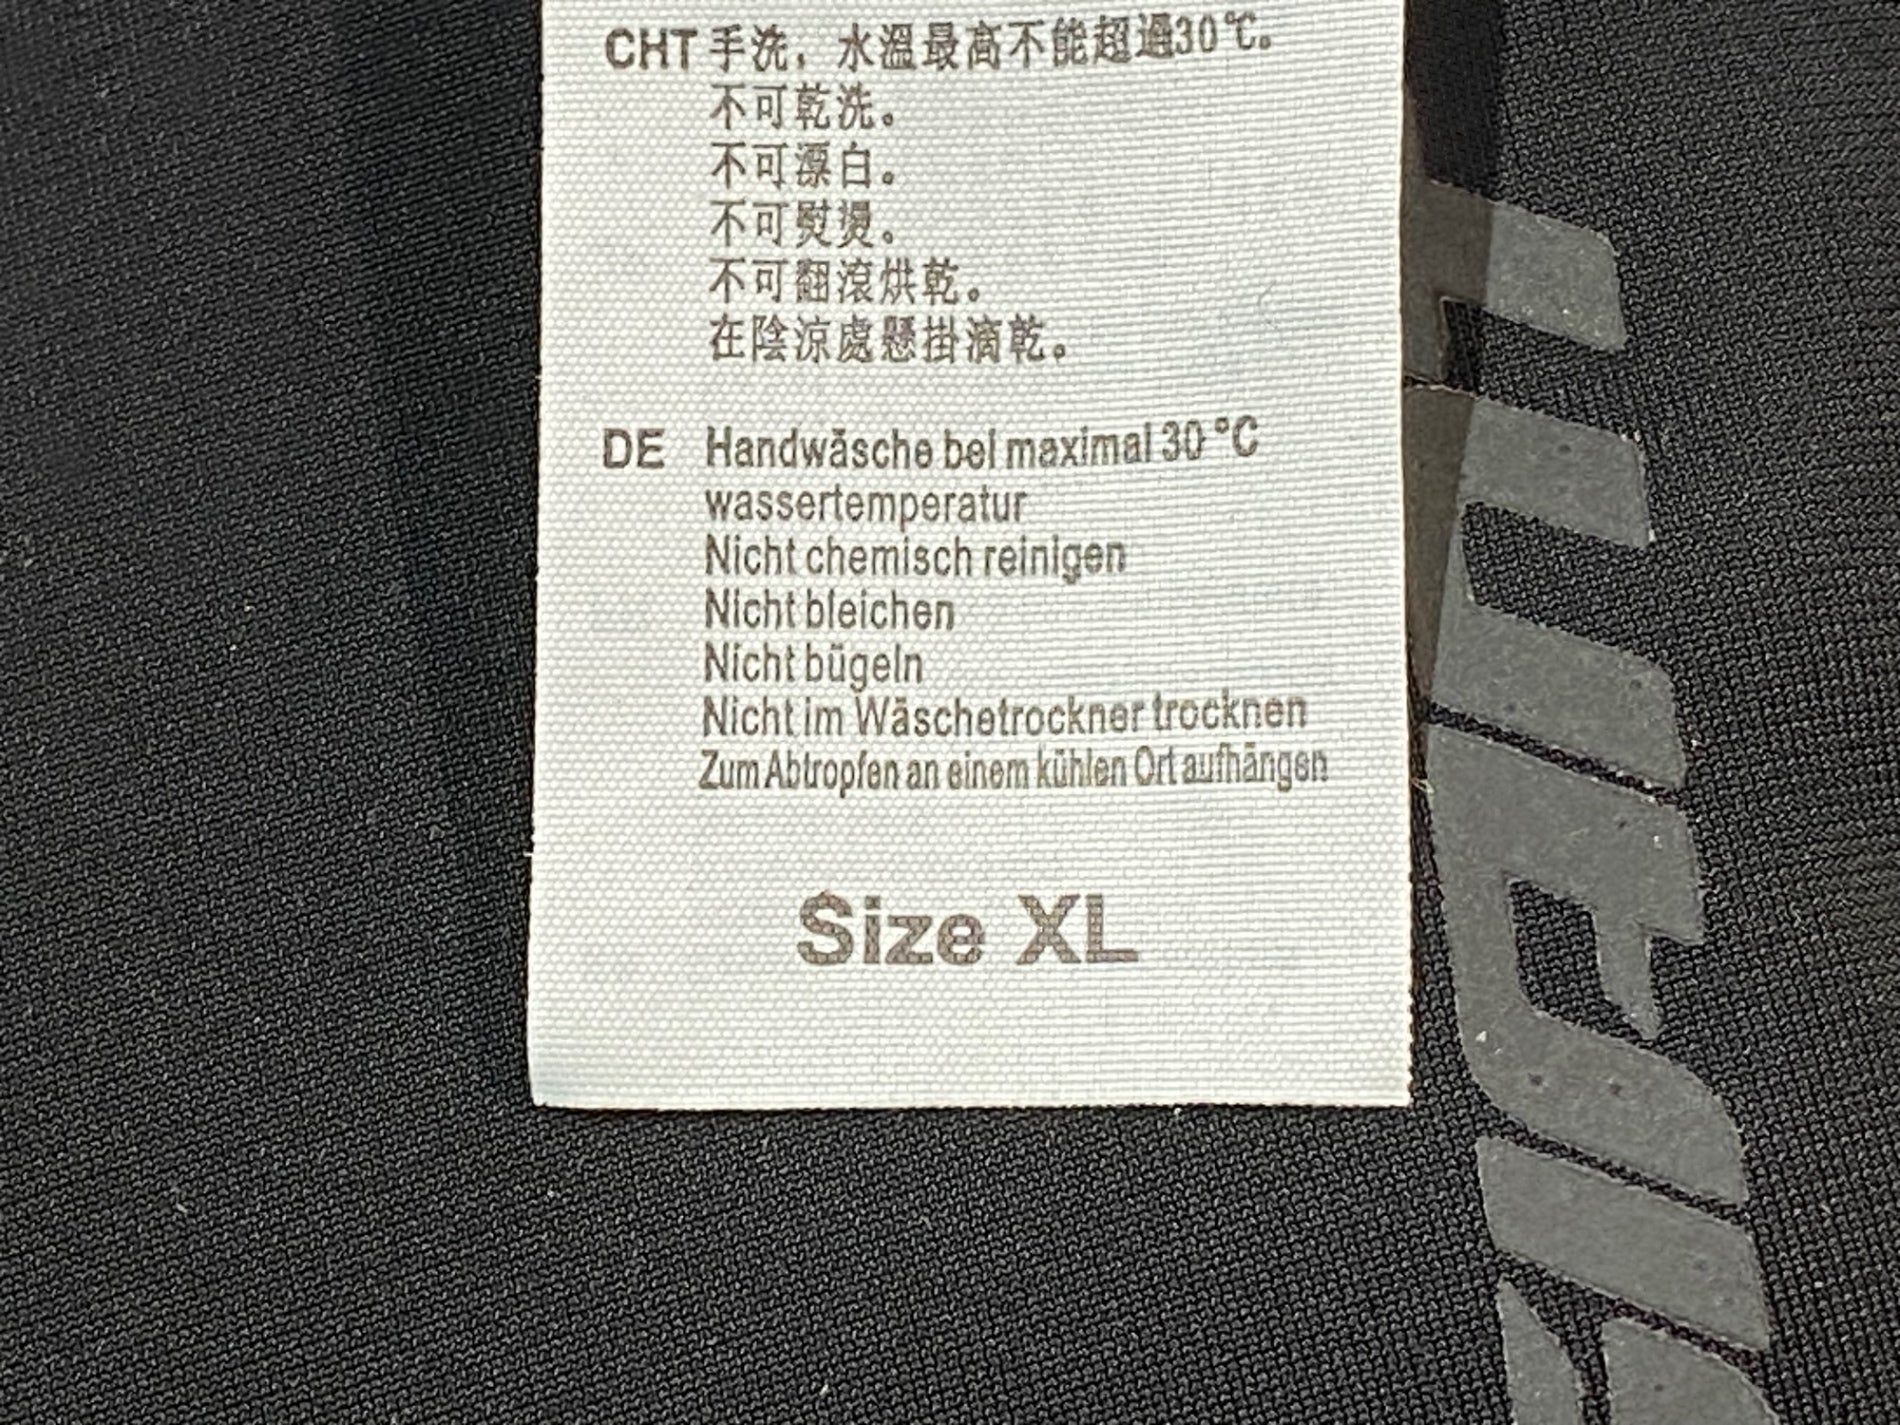 CHT 手洗，水溫最高不能超過30℃。
不可乾洗。
不可漂白。
不可熨燙。
不可翻滾烘乾。
在陰涼處懸掛滴乾。
DE Handwäsche bei maximal 30 °C
wassertemperatur
Nicht chemisch reinigen
Nicht bleichen
Nicht bügeln
Nicht im Wäschetrockner trocknen
Zum Abtropfen an einem kühlen Ort aufhängen
Size XL